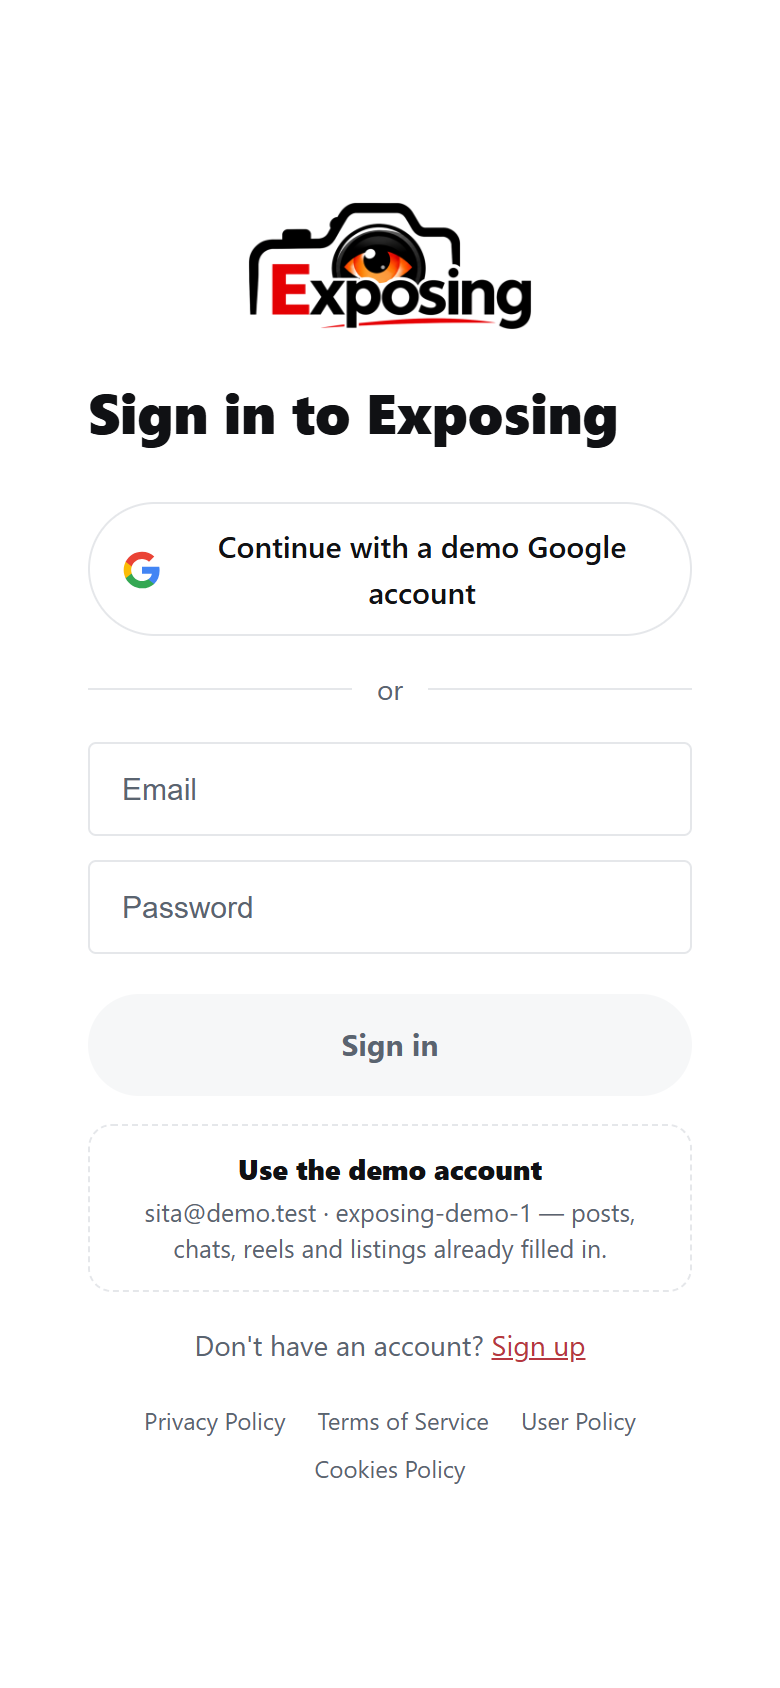 Exposing
Sign in to Exposing
Continue with a demo Google
account
or
Email
Password
Sign in
Use the demo account
sita@demo.test · exposing-demo-1 — posts,
chats, reels and listings already filled in.
Don't have an account? Sign up
Privacy Policy Terms of Service User Policy
Cookies Policy